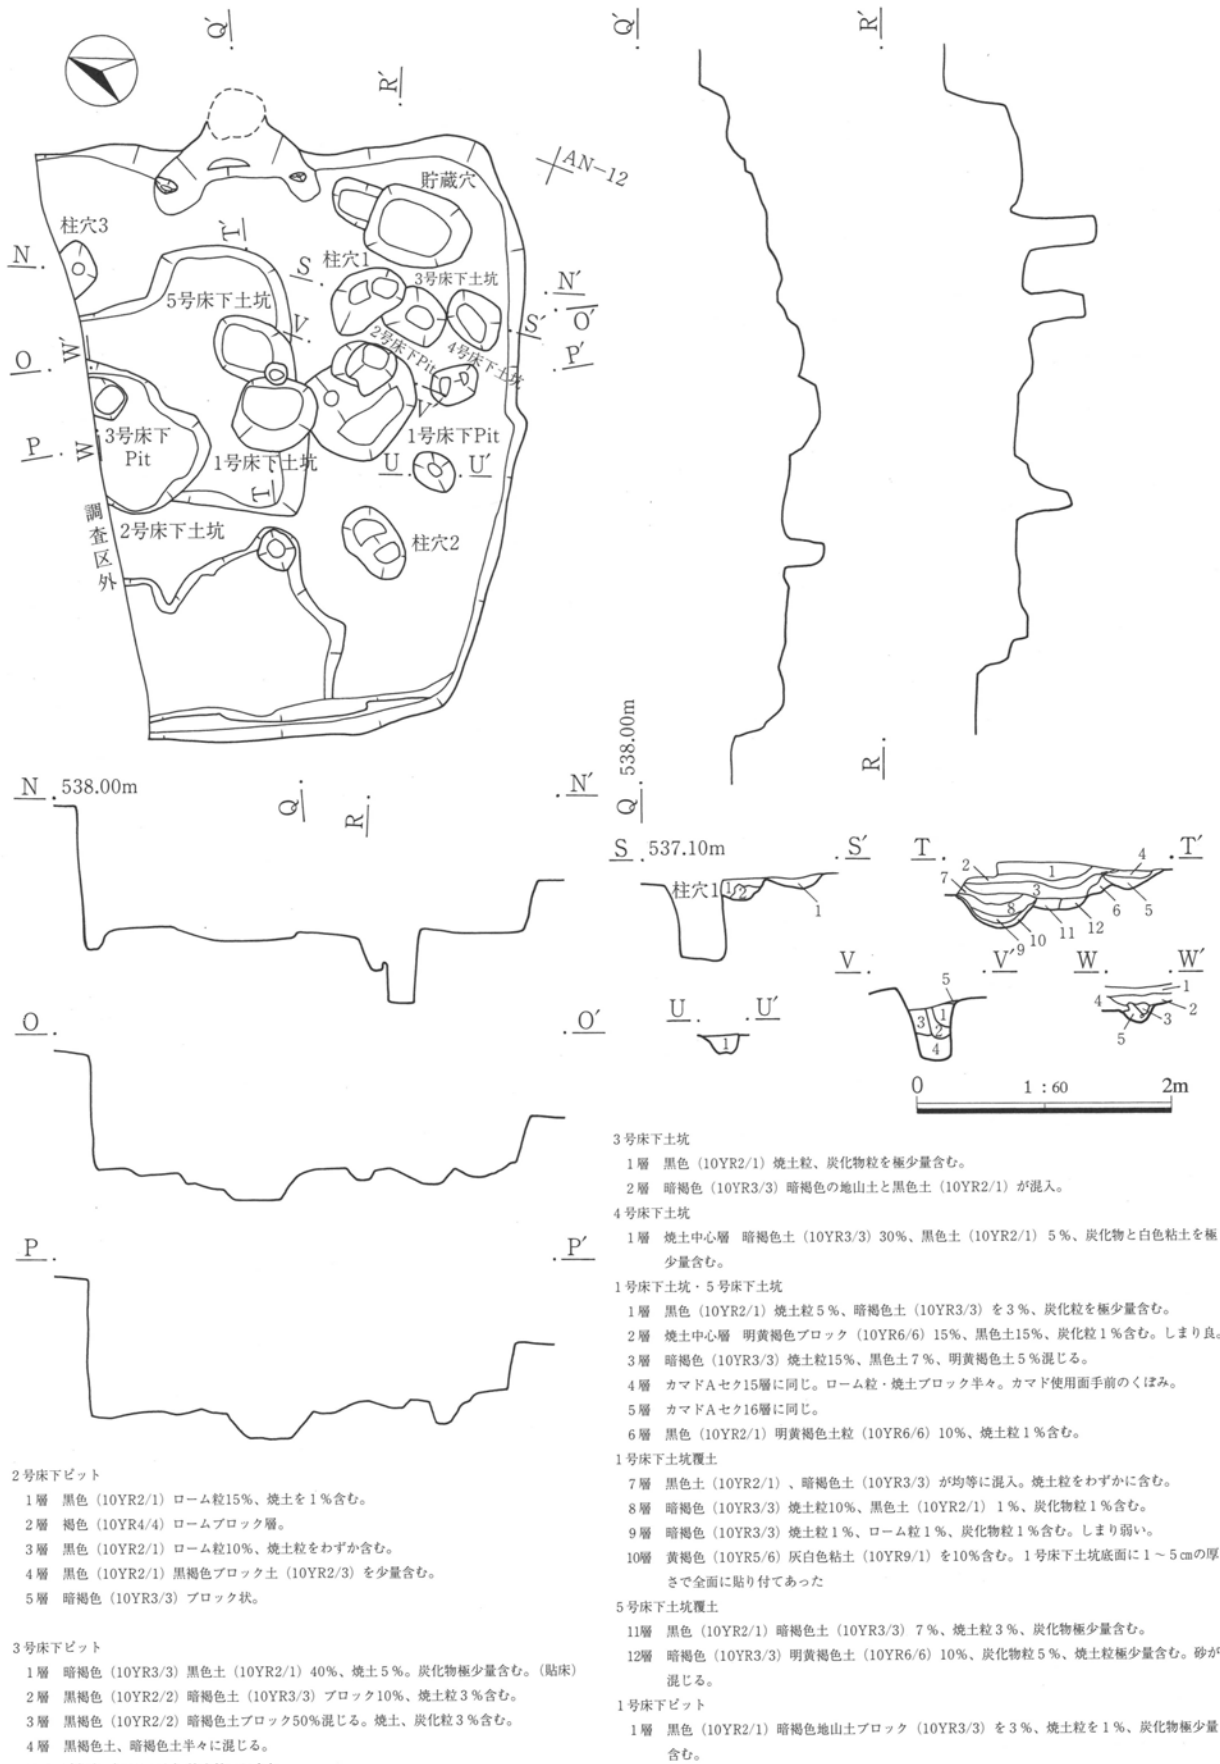 Q′
R′
Q′
R′
AN-12
貯蔵穴
柱穴3
T′
N
S
柱穴1
3号床下土坑
N′
5号床下土坑
V
S′
O′
O
W′
2号床下Pit
4号床下土坑
P′
V′
P
W
3号床下
Pit
1号床下土坑
1号床下Pit
U
U′
T
2号床下土坑
柱穴2
調査区外
N
538.00m
Q
R
N′
Q
538.00m
R
S
537.10m
S′
柱穴1
1
2
1
T
T′
2
7
1
4
3
8
6
5
12
11
10
9
O
O′
U
U′
1
V
V′
5
3
1
2
4
W
W′
1
4
2
3
5
0
1：60
2m
P
P′
3号床下土坑
1層　黒色（10YR2/1）焼土粒、炭化物粒を極少量含む。
2層　暗褐色（10YR3/3）暗褐色の地山土と黒色土（10YR2/1）が混入。
4号床下土坑
1層　焼土中心層　暗褐色土（10YR3/3）30%、黒色土（10YR2/1）5%、炭化物と白色粘土を極
少量含む。
1号床下土坑・5号床下土坑
1層　黒色（10YR2/1）焼土粒5%、暗褐色土（10YR3/3）を3%、炭化粒を極少量含む。
2層　焼土中心層　明黄褐色ブロック（10YR6/6）15%、黒色土15%、炭化粒1%含む。しまり良。
3層　暗褐色（10YR3/3）焼土粒15%、黒色土7%、明黄褐色土5%混じる。
4層　カマドAセク15層に同じ。ローム粒・焼土ブロック半々。カマド使用面手前のくぼみ。
5層　カマドAセク16層に同じ。
6層　黒色（10YR2/1）明黄褐色土粒（10YR6/6）10%、焼土粒1%含む。
1号床下土坑覆土
7層　黒色土（10YR2/1）、暗褐色土（10YR3/3）が均等に混入。焼土粒をわずかに含む。
8層　暗褐色（10YR3/3）焼土粒10%、黒色土（10YR2/1）1%、炭化物粒1%含む。
9層　暗褐色（10YR3/3）焼土粒1%、ローム粒1%、炭化物粒1%含む。しまり弱い。
10層　黄褐色（10YR5/6）灰白色粘土（10YR9/1）を10%含む。1号床下土坑底面に1～5㎝の厚
さで全面に貼り付てあった
5号床下土坑覆土
11層　黒色（10YR2/1）暗褐色土（10YR3/3）7%、焼土粒3%、炭化物極少量含む。
12層　暗褐色（10YR3/3）明黄褐色土（10YR6/6）10%、炭化物粒5%、焼土粒極少量含む。砂が
混じる。
1号床下ピット
1層　黒色（10YR2/1）暗褐色地山土ブロック（10YR3/3）を3%、焼土粒を1%、炭化物極少量
含む。
2号床下ピット
1層　黒色（10YR2/1）ローム粒15%、焼土を1%含む。
2層　褐色（10YR4/4）ロームブロック層。
3層　黒色（10YR2/1）ローム粒10%、焼土粒をわずか含む。
4層　黒色（10YR2/1）黒褐色ブロック土（10YR2/3）を少量含む。
5層　暗褐色（10YR3/3）ブロック状。
3号床下ピット
1層　暗褐色（10YR3/3）黒色土（10YR2/1）40%、焼土5%。炭化物極少量含む。（貼床）
2層　黒褐色（10YR2/2）暗褐色土（10YR3/3）ブロック10%、焼土粒3%含む。
3層　黒褐色（10YR2/2）暗褐色土ブロック50%混じる。焼土、炭化粒3%含む。
4層　黒褐色土、暗褐色土半々に混じる。